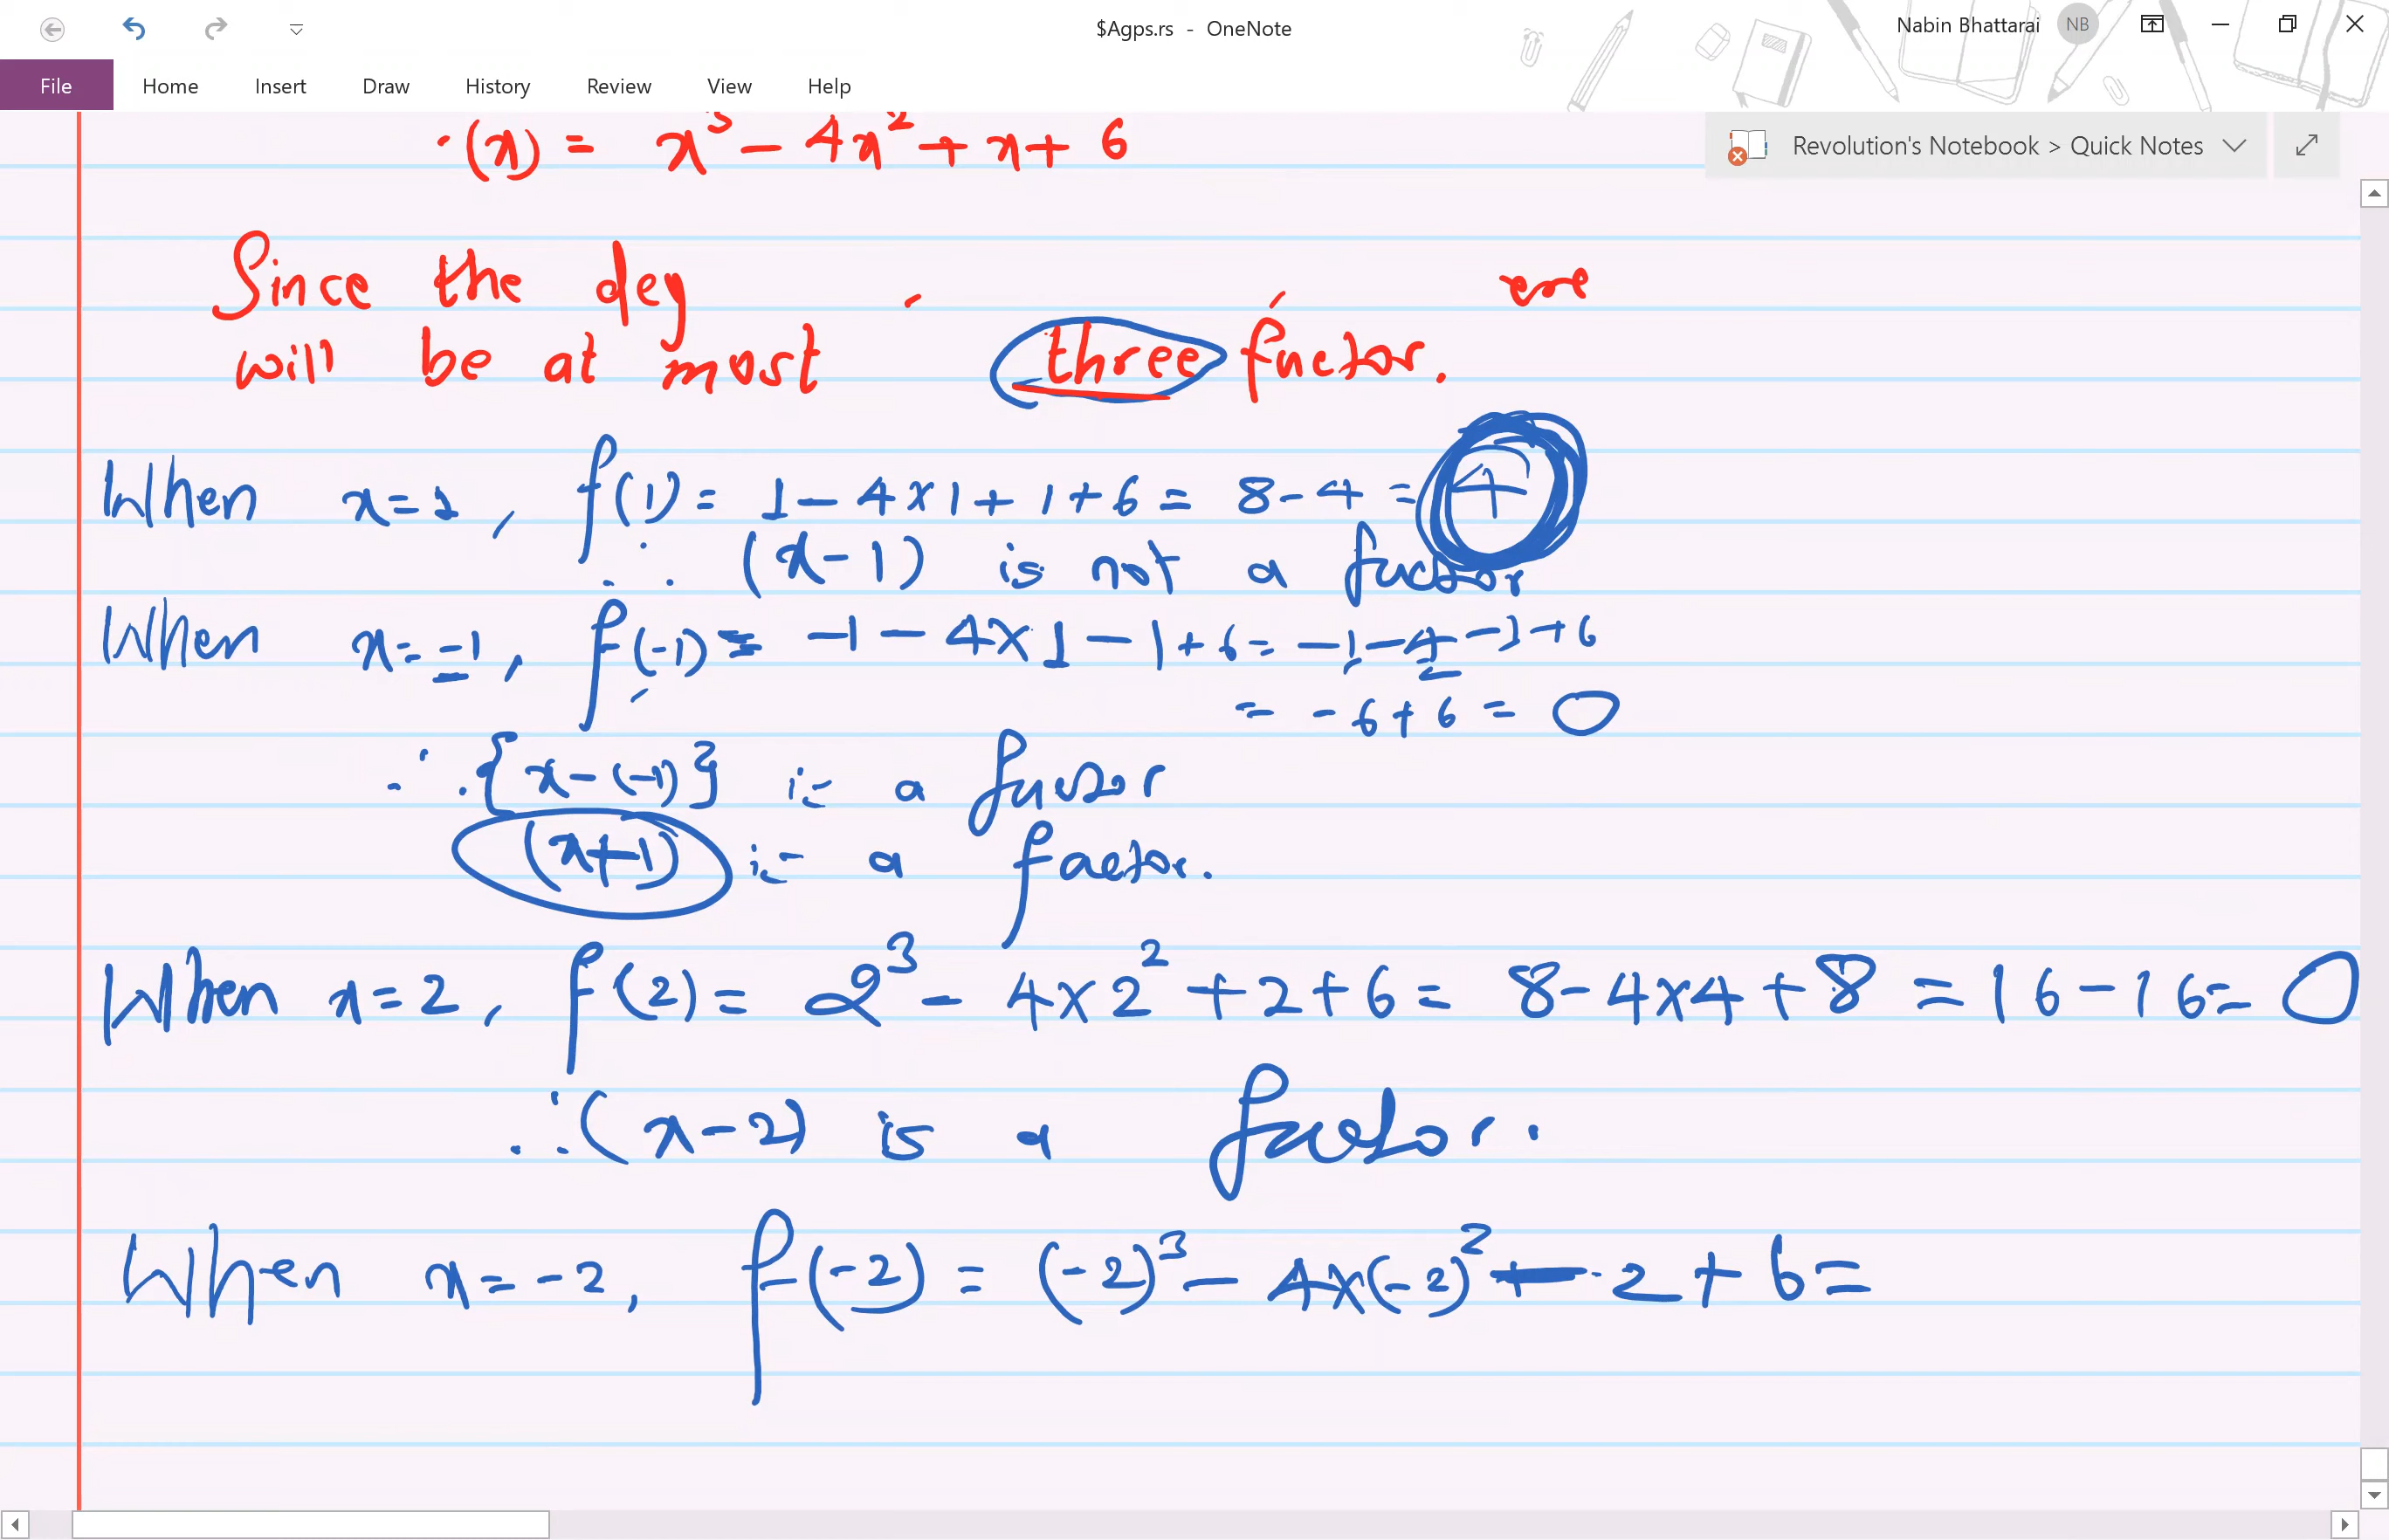 $Agps.rs - OneNote
Nabin Bhattarai NB
File Home Insert Draw History Review View Help
Revolution's Notebook > Quick Notes
(x) = x³ - 4x² + x + 6
Since the deg
will be at most three factor.
When x = 1, f(1) = 1 - 4×1 + 1 + 6 = 8 - 4 = 4
∴ (x-1) is not a factor
When x = -1, f(-1) = -1 - 4×1 - 1 + 6 = -1 - 4 - 1 + 6
= -6 + 6 = 0
∴ {x-(-1)} is a factor
(x+1) is a factor.
When x = 2, f(2) = 2³ - 4×2² + 2 + 6 = 8 - 4×4 + 8 = 16 - 16 = 0
∴ (x-2) is a factor.
When x = -2, f(-2) = (-2)³ - 4×(-2)² + -2 + 6 =